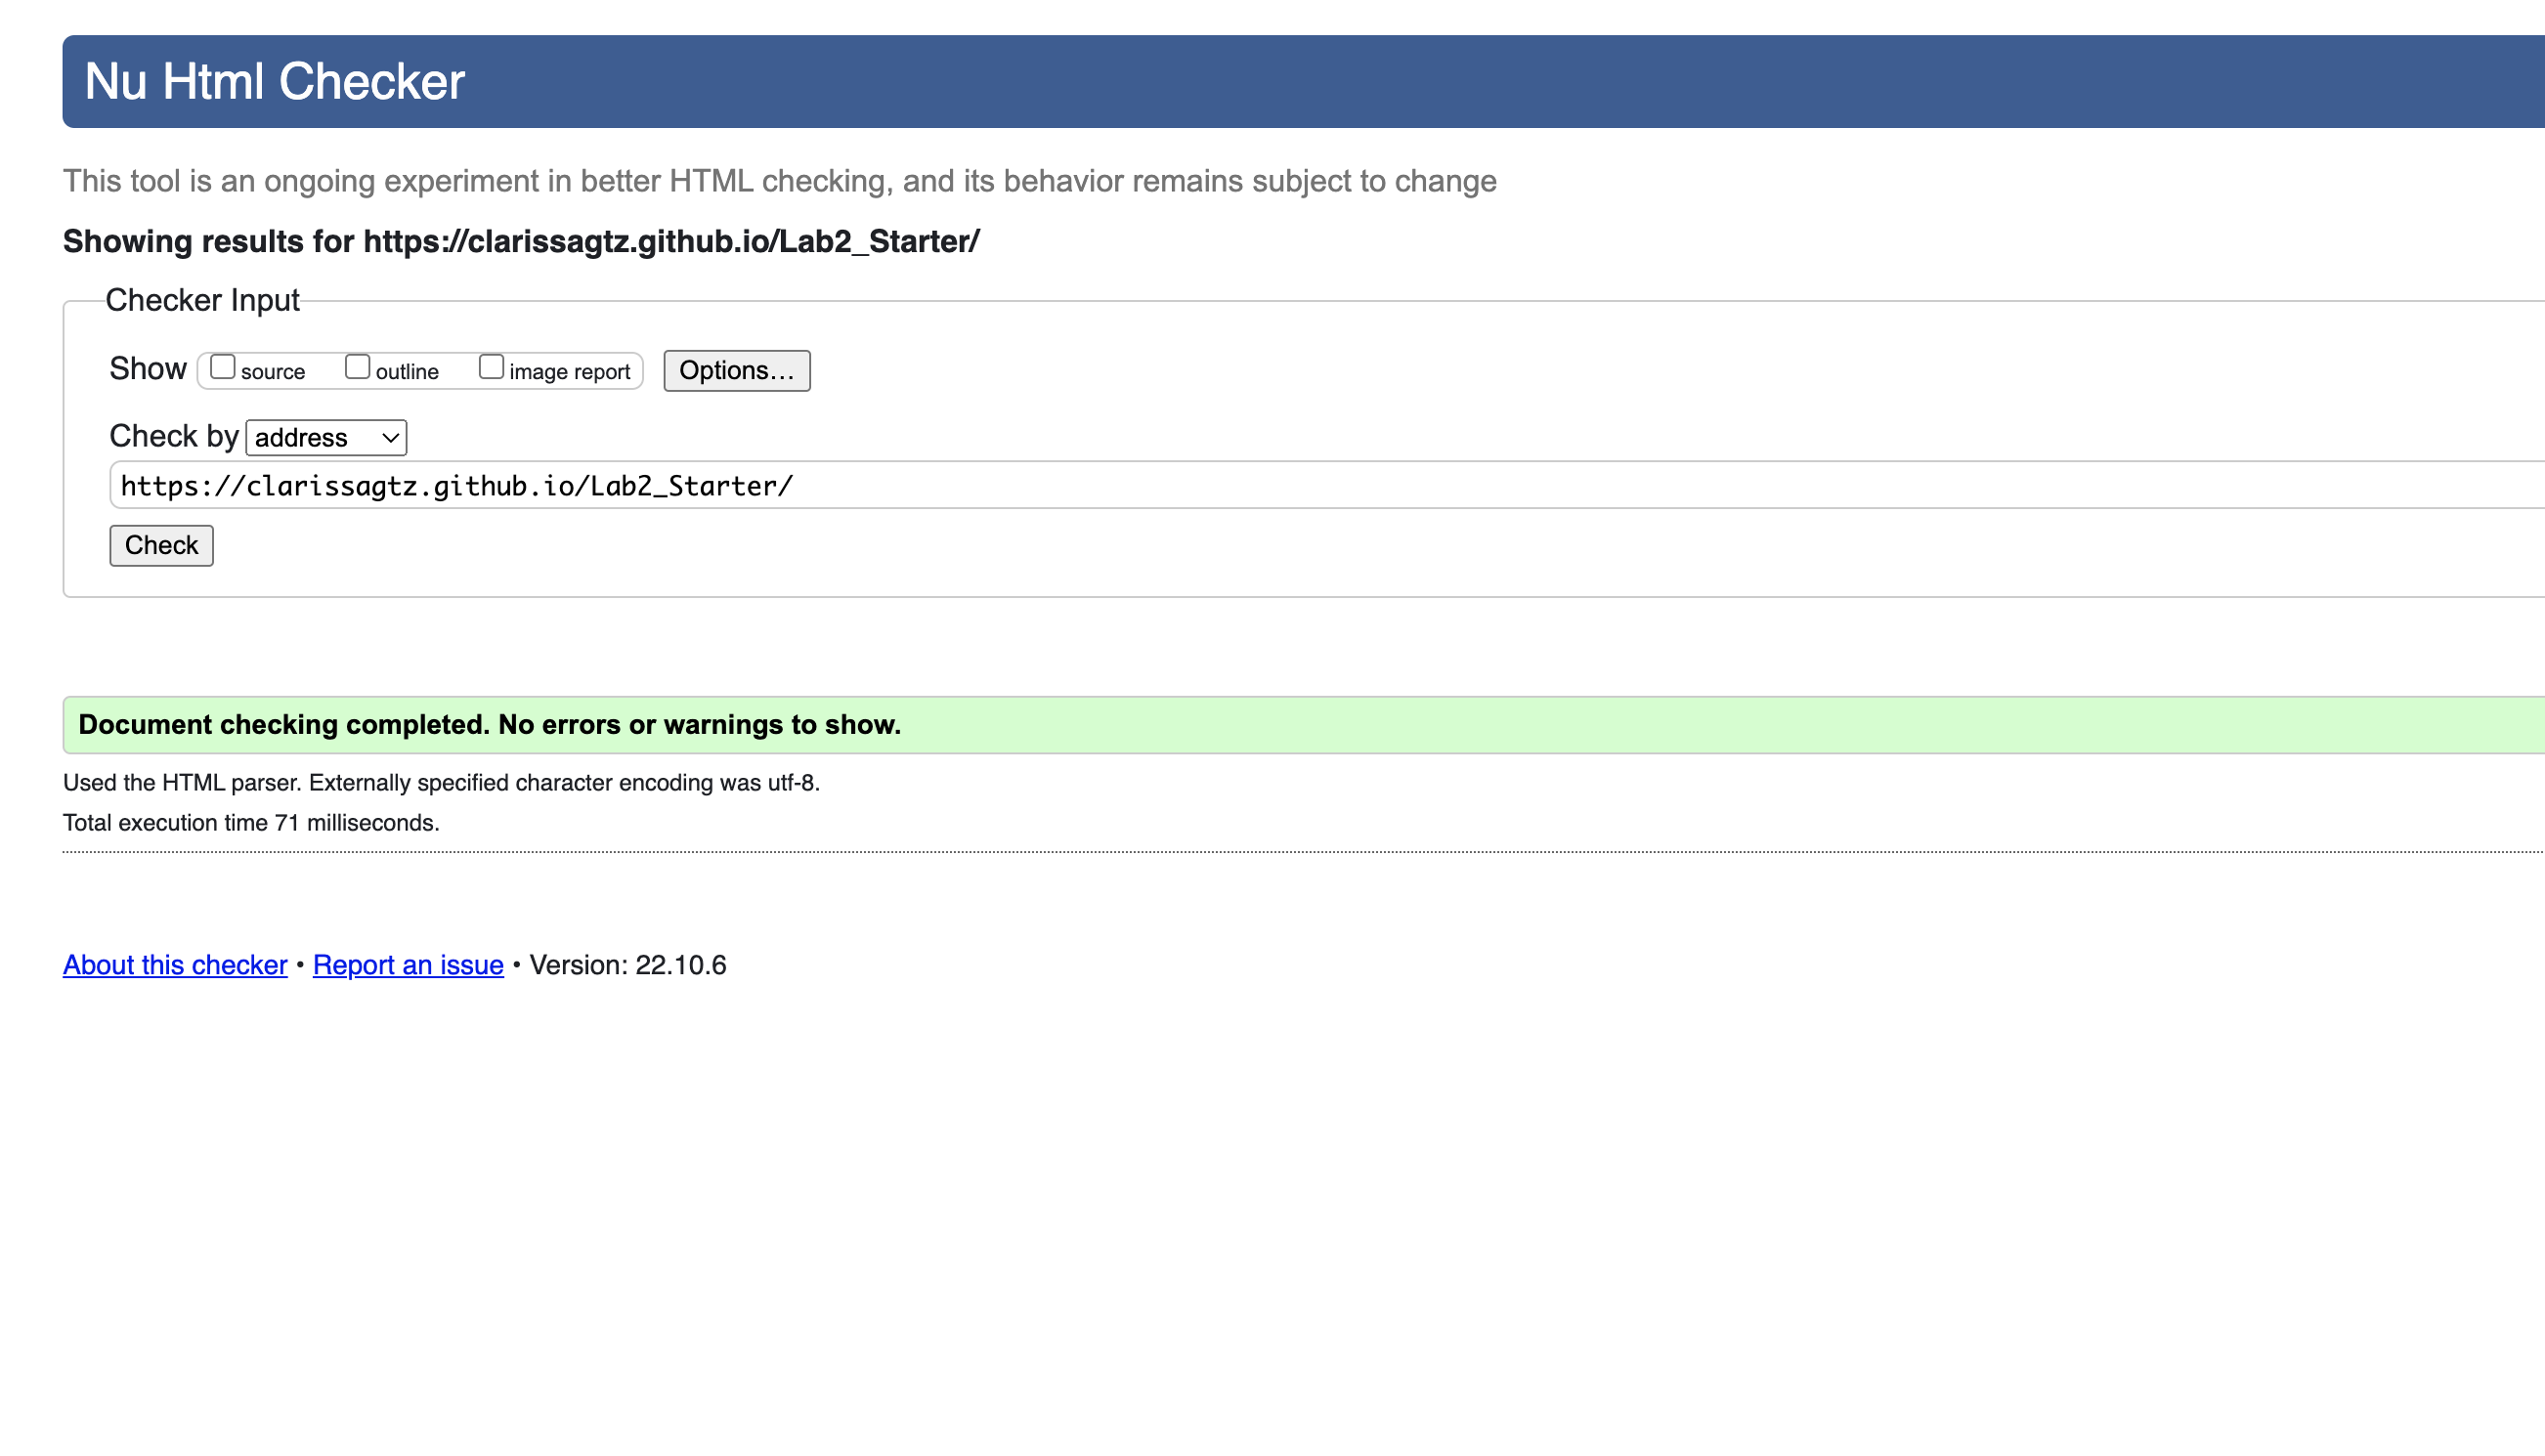 Nu Html Checker
This tool is an ongoing experiment in better HTML checking, and its behavior remains subject to change
Showing results for https://clarissagtz.github.io/Lab2_Starter/
Checker Input
Show source outline image report Options...
Check by address
https://clarissagtz.github.io/Lab2_Starter/
Check
Document checking completed. No errors or warnings to show.
Used the HTML parser. Externally specified character encoding was utf-8.
Total execution time 71 milliseconds.
About this checker • Report an issue • Version: 22.10.6